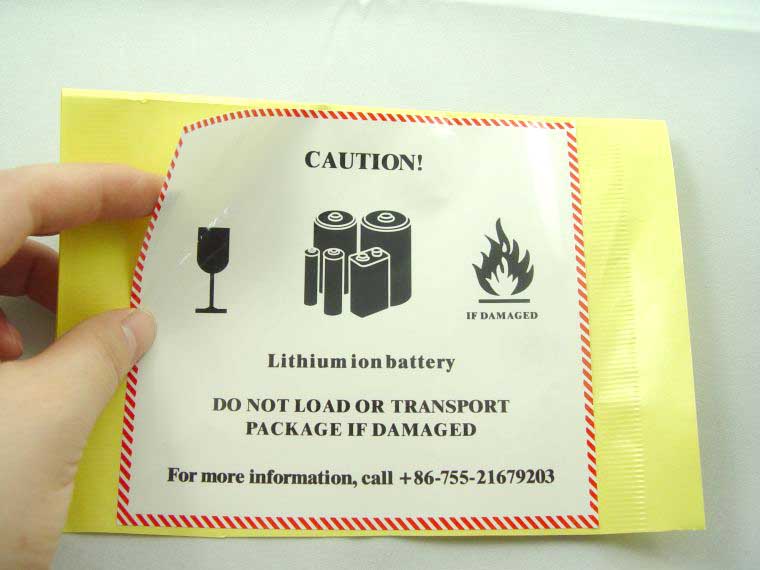 CAUTION!
IF DAMAGED
Lithium ion battery
DO NOT LOAD OR TRANSPORT
PACKAGE IF DAMAGED
For more information, call +86-755-21679203